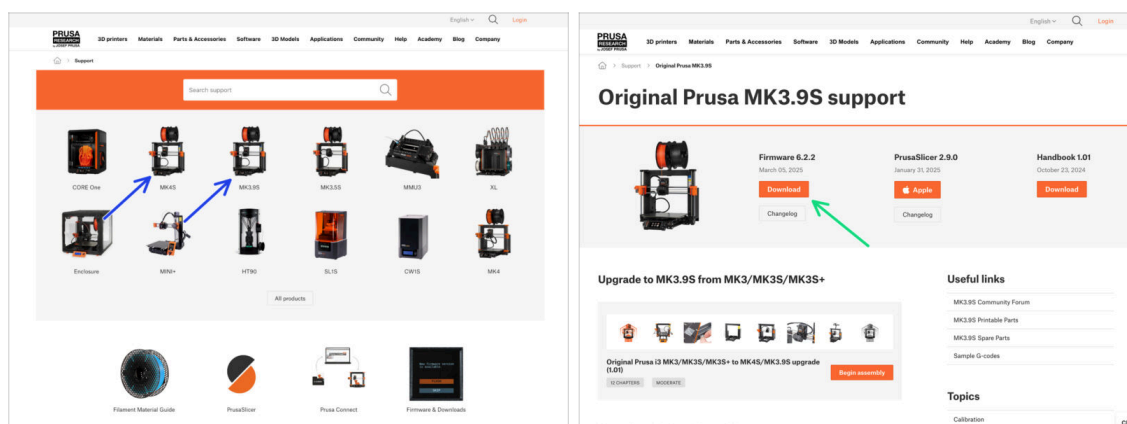 English
Login
PRUSA
RESEARCH
by JOSEF PRUSA
3D printers Materials Parts & Accessories Software 3D Models Applications Community Help Academy Blog Company
Support
Search support
CORE One MK4S MK3.9S MK3.5S MMU3 XL
Enclosure MINI+ HT90 SL1S CW1S MK4
All products
Filament Material Guide PrusaSlicer Prusa Connect Firmware & Downloads
English
Login
PRUSA
RESEARCH
by JOSEF PRUSA
3D printers Materials Parts & Accessories Software 3D Models Applications Community Help Academy Blog Company
Support Original Prusa MK3.9S
Original Prusa MK3.9S support
Firmware 6.2.2
March 05, 2025
Download
Changelog
PrusaSlicer 2.9.0
January 31, 2025
Apple
Changelog
Handbook 1.01
October 23, 2024
Download
Upgrade to MK3.9S from MK3/MK3S/MK3S+
Original Prusa i3 MK3/MK3S/MK3S+ to MK4S/MK3.9S upgrade
(1.01)
12 CHAPTERS MODERATE
Begin assembly
Useful links
MK3.9S Community Forum
MK3.9S Printable Parts
MK3.9S Spare Parts
Sample G-codes
Topics
Calibration